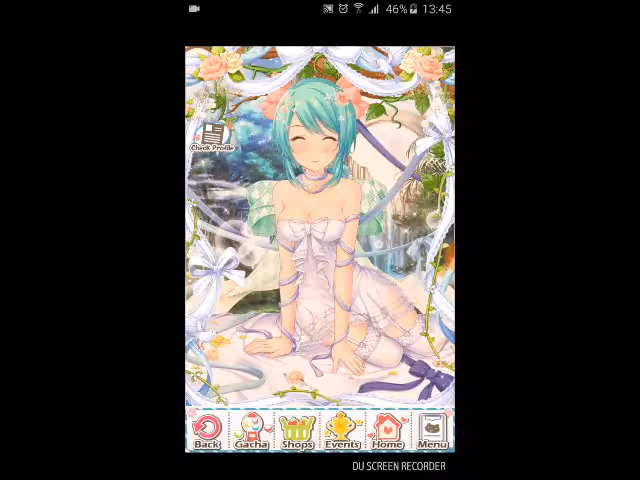 46% 13:45
Check Profile
Back Gacha Shops Events Home Menu
DU SCREEN RECORDER